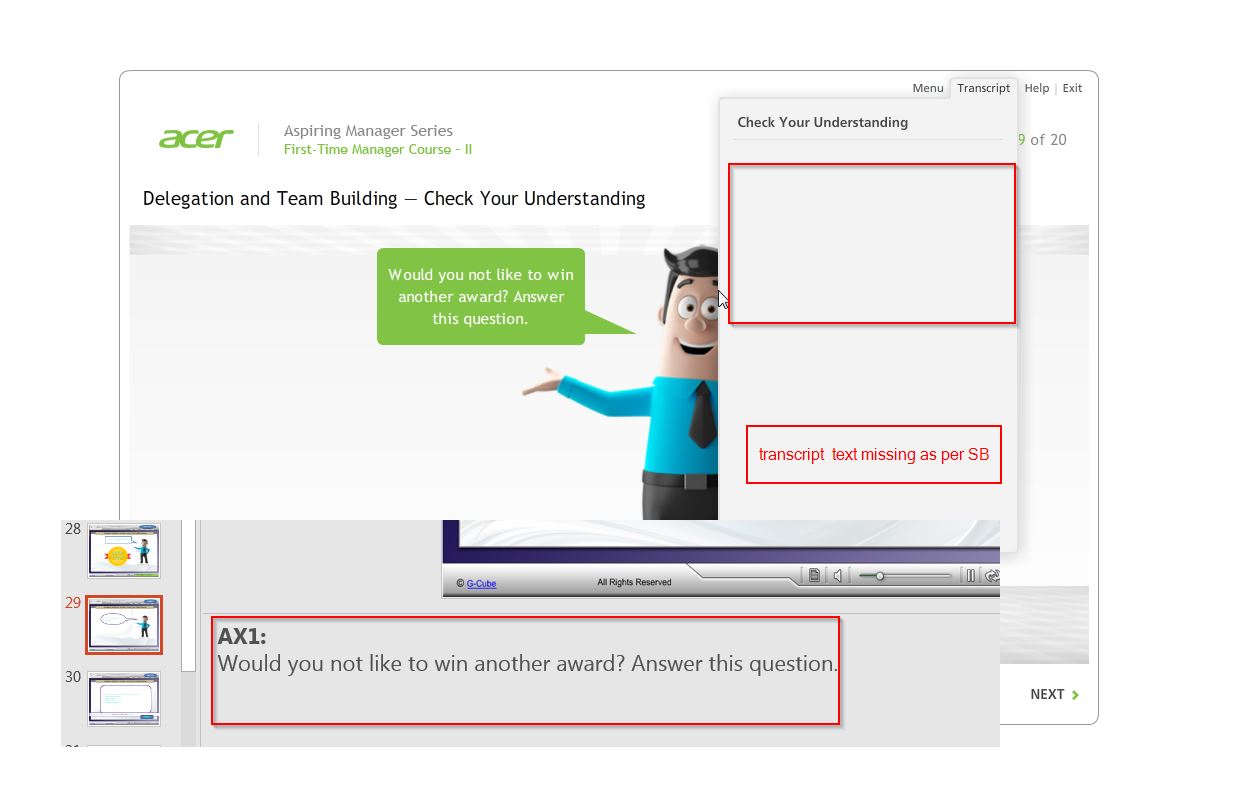 Menu Transcript Help | Exit
Check Your Understanding
acer
Aspiring Manager Series
First-Time Manager Course - II
9 of 20
Delegation and Team Building — Check Your Understanding
Would you not like to win
another award? Answer
this question.
transcript text missing as per SB
28
29
30
© G-Cube
All Rights Reserved
AX1:
Would you not like to win another award? Answer this question.
NEXT